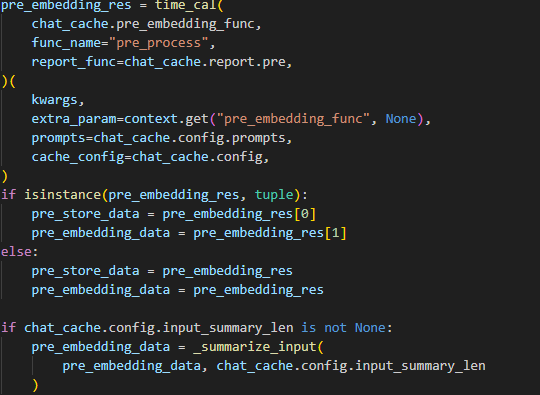 pre_embedding_res = time_cal(
    chat_cache.pre_embedding_func,
    func_name="pre_process",
    report_func=chat_cache.report.pre,
)(
    kwargs,
    extra_param=context.get("pre_embedding_func", None),
    prompts=chat_cache.config.prompts,
    cache_config=chat_cache.config,
)
if isinstance(pre_embedding_res, tuple):
    pre_store_data = pre_embedding_res[0]
    pre_embedding_data = pre_embedding_res[1]
else:
    pre_store_data = pre_embedding_res
    pre_embedding_data = pre_embedding_res

if chat_cache.config.input_summary_len is not None:
    pre_embedding_data = _summarize_input(
        pre_embedding_data, chat_cache.config.input_summary_len
    )